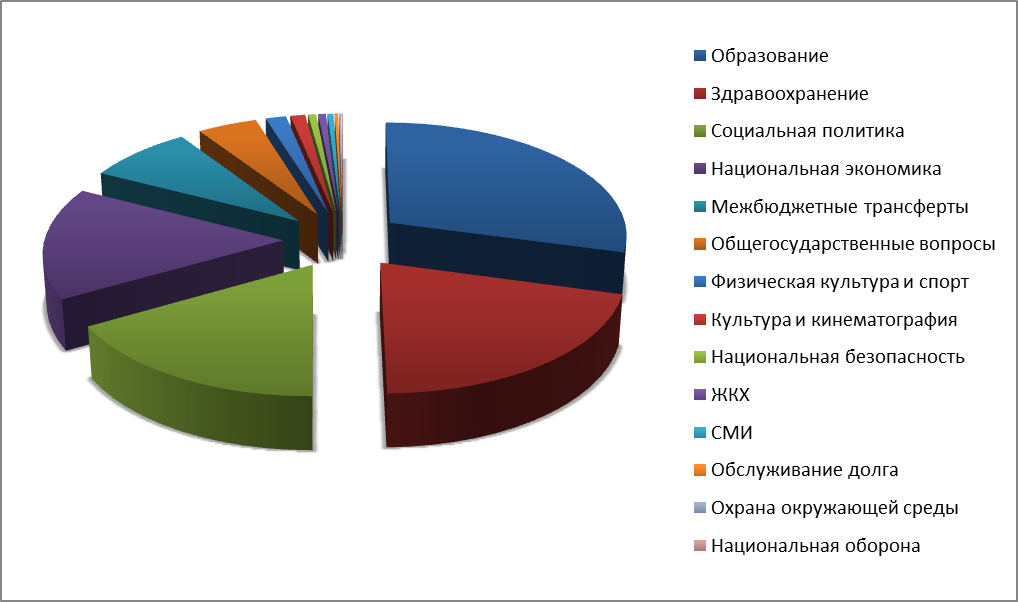 Образование
Здравоохранение
Социальная политика
Национальная экономика
Межбюджетные трансферты
Общегосударственные вопросы
Физическая культура и спорт
Культура и кинематография
Национальная безопасность
ЖКХ
СМИ
Обслуживание долга
Охрана окружающей среды
Национальная оборона